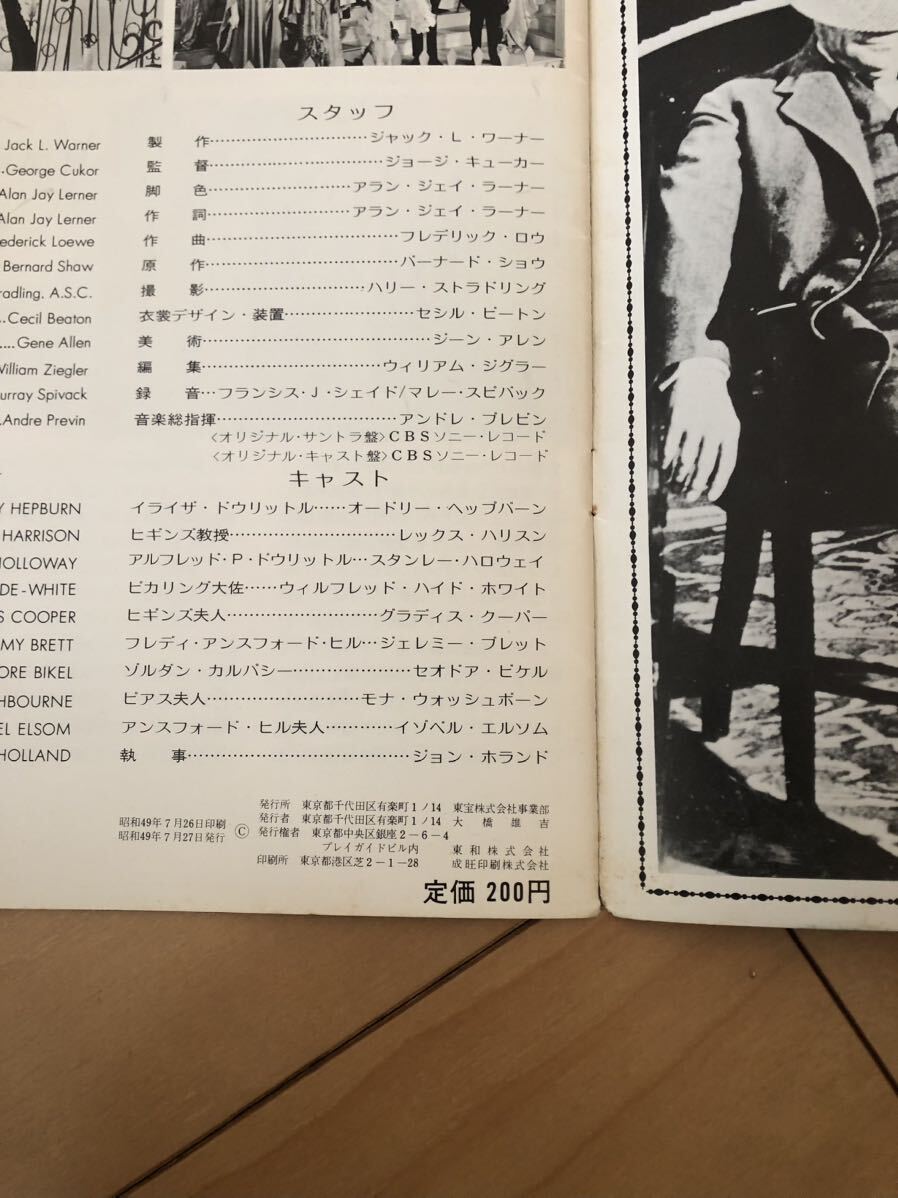 スタッフ
Jack L. Warner 製作……ジャック・L・ワーナー
..George Cukor 監督……ジョージ・キューカー
Alan Jay Lerner 脚色……アラン・ジェイ・ラーナー
Alan Jay Lerner 作詞……アラン・ジェイ・ラーナー
ederick Loewe 作曲……フレデリック・ロウ
Bernard Shaw 原作……バーナード・ショウ
radling. A.S.C. 撮影……ハリー・ストラドリング
..Cecil Beaton 衣裳デザイン・装置……セシル・ビートン
....Gene Allen 美術……ジーン・アレン
William Ziegler 編集……ウィリアム・ジグラー
urray Spivack 録音……フランシス・J・シェイド/マレー・スピバック
.Andre Previn 音楽総指揮……アンドレ・プレビン
〈オリジナル・サントラ盤〉CBSソニー・レコード
〈オリジナル・キャスト盤〉CBSソニー・レコード
キャスト
Y HEPBURN イライザ・ドウリットル……オードリー・ヘップバーン
HARRISON ヒギンズ教授……レックス・ハリスン
HOLLOWAY アルフレッド・P・ドウリットル…スタンレー・ハロウェイ
DE-WHITE ピカリング大佐……ウィルフレッド・ハイド・ホワイト
S COOPER ヒギンズ夫人……グラディス・クーパー
MY BRETT フレディ・アンスフォード・ヒル…ジェレミー・ブレット
ORE BIKEL ゾルダン・カルパシー……セオドア・ビケル
HBOURNE ピアス夫人……モナ・ウォッシュボーン
EL ELSOM アンスフォード・ヒル夫人……イゾベル・エルソム
HOLLAND 執事……ジョン・ホランド
発行所 東京都千代田区有楽町1ノ14 東宝株式会社事業部
昭和49年7月26日印刷 発行者 東京都千代田区有楽町1ノ14 大橋雄吉
昭和49年7月27日発行 © 発行権者 東京都中央区銀座2-6-4
プレイガイドビル内 東和株式会社
印刷所 東京都港区芝2-1-28 成旺印刷株式会社
定価 200円